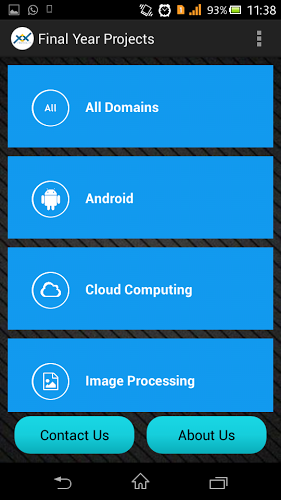 93% 11:38
Final Year Projects
All All Domains
Android
Cloud Computing
Image Processing
Contact Us About Us